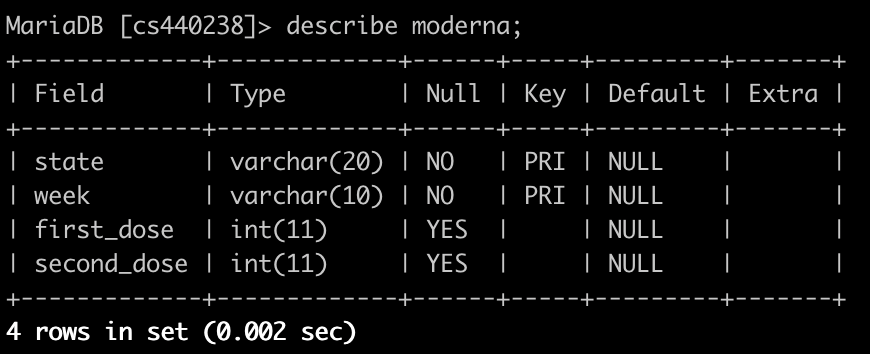 MariaDB [cs440238]> describe moderna;
+-------------+-------------+------+-----+---------+-------+
| Field       | Type        | Null | Key | Default | Extra |
+-------------+-------------+------+-----+---------+-------+
| state       | varchar(20) | NO   | PRI | NULL    |       |
| week        | varchar(10) | NO   | PRI | NULL    |       |
| first_dose  | int(11)     | YES  |     | NULL    |       |
| second_dose | int(11)     | YES  |     | NULL    |       |
+-------------+-------------+------+-----+---------+-------+
4 rows in set (0.002 sec)